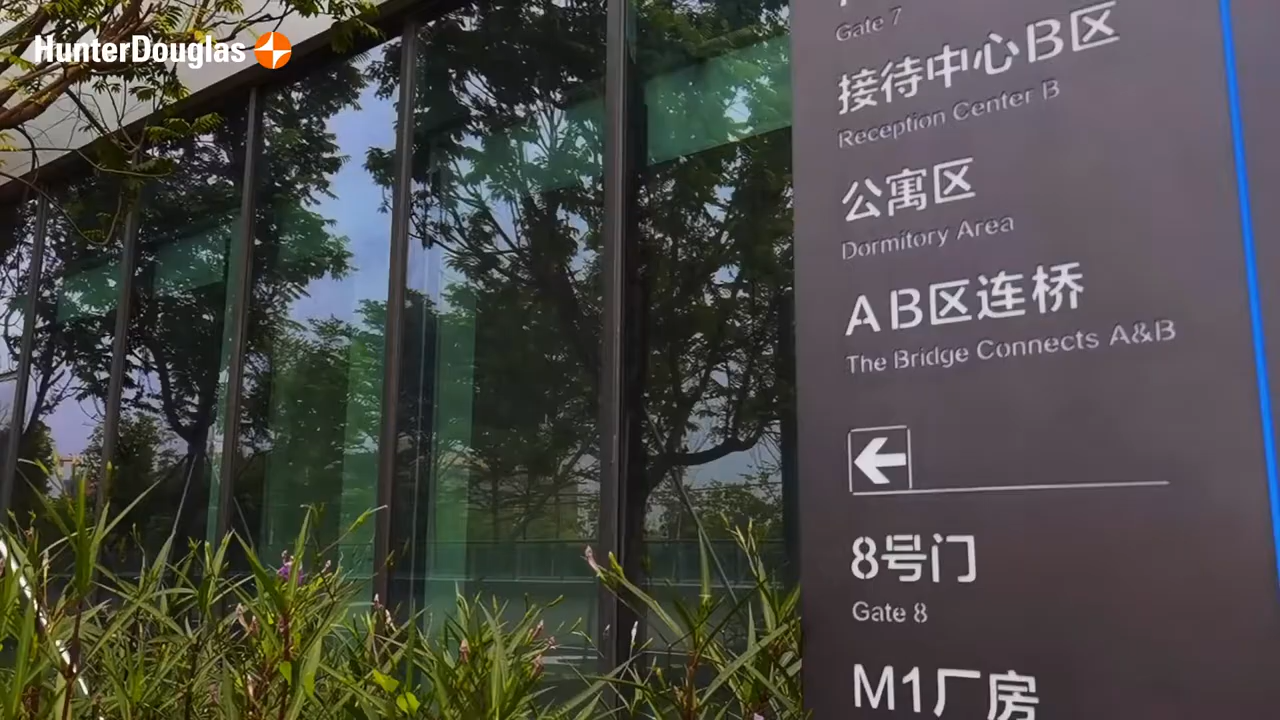 HunterDouglas
Gate 7
接待中心B区
Reception Center B
公寓区
Dormitory Area
AB区连桥
The Bridge Connects A&B
8号门
Gate 8
M1厂房